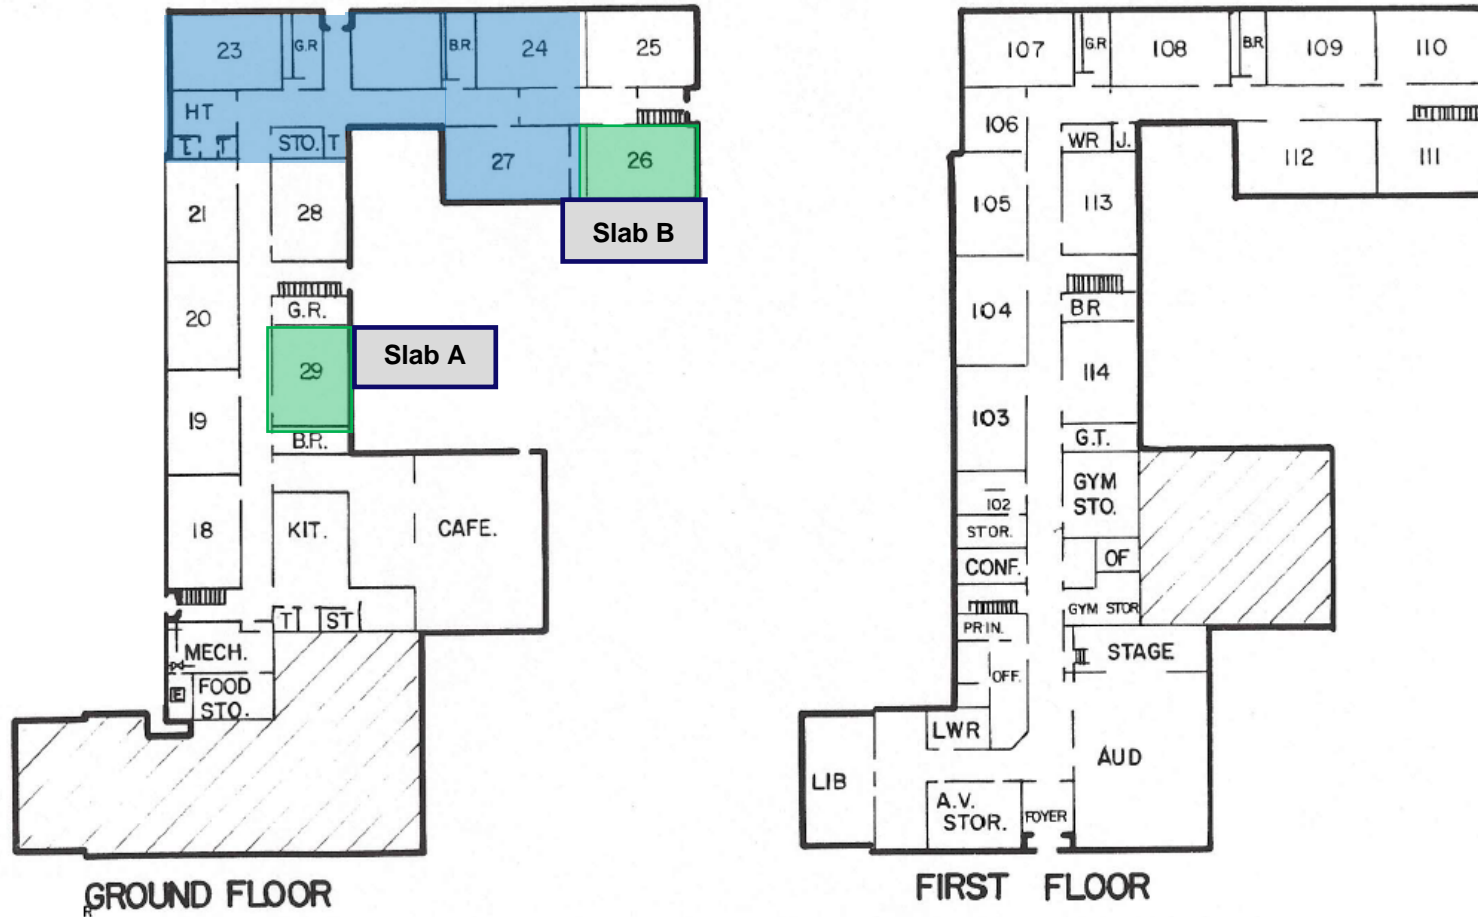 23
G.R
B.R.
24
25
HT
T T
STO. T
27
26
21
28
Slab B
20
G.R.
29
Slab A
19
B.R.
18
KIT.
CAFE.
T
ST
MECH.
E
FOOD
STO.
GROUND FLOOR
R
107
G.R
108
B.R
109
110
106
WR
J.
112
111
105
113
104
BR
114
103
G.T.
GYM
STO.
102
STOR.
CONF.
OF
GYM STOR
PRIN.
STAGE
OFF.
LWR
LIB
AUD
A.V.
STOR.
FOYER
FIRST FLOOR